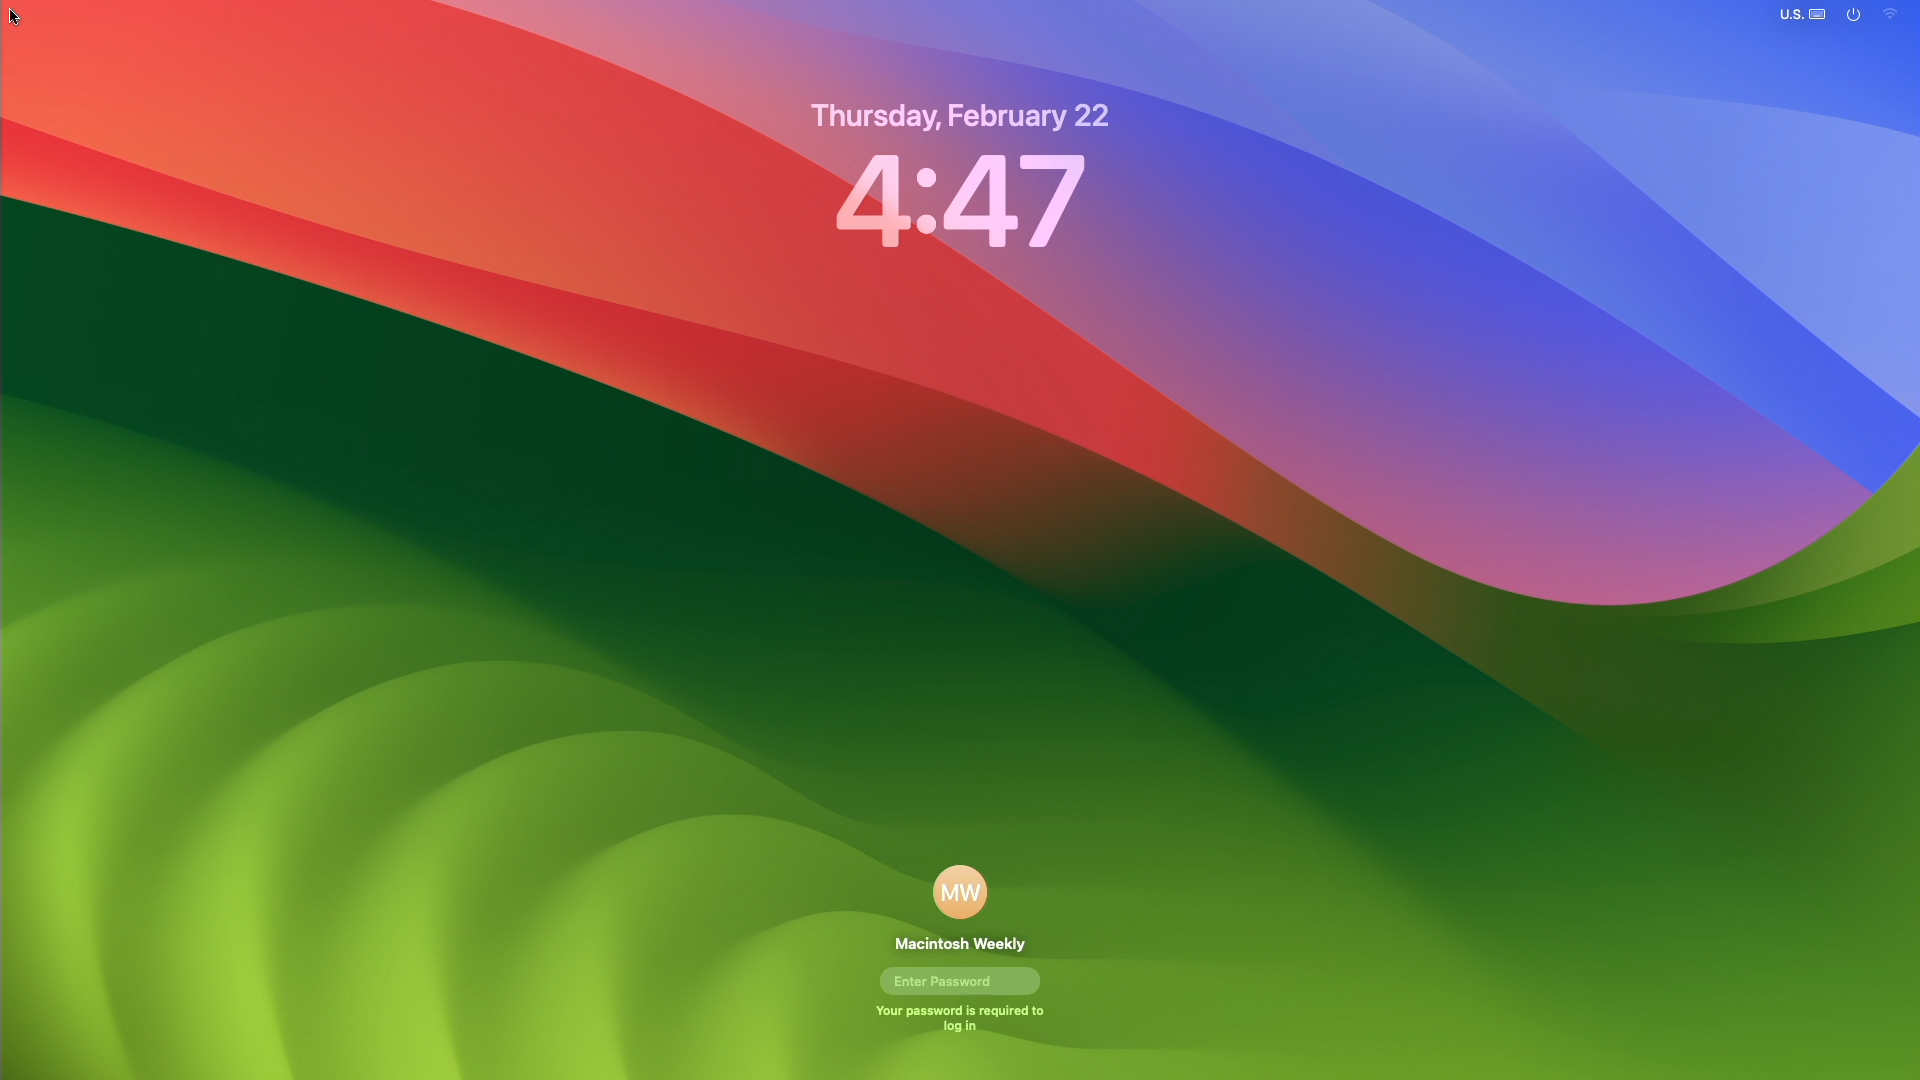 U.S.
Thursday, February 22
4:47
MW
Macintosh Weekly
Enter Password
Your password is required to
log in